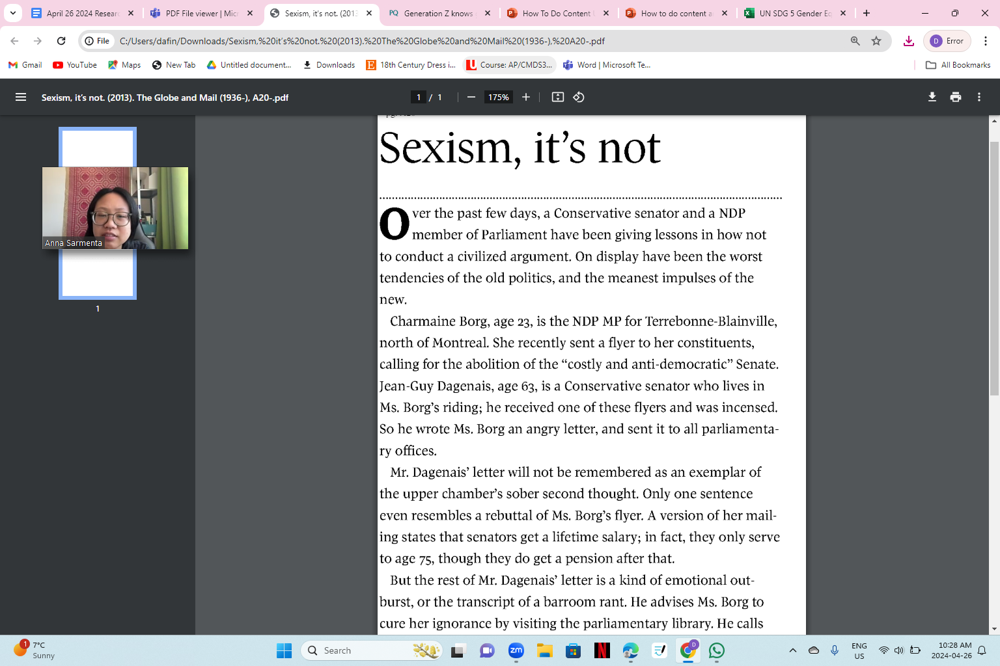 April 26 2024 Researc
PDF File viewer | Micr
Sexism, it's not. (2013
Generation Z knows
How To Do Content
How to do content a
UN SDG 5 Gender Eq
File
C:/Users/dafin/Downloads/Sexism,%20it's%20not.%20(2013).%20The%20Globe%20and%20Mail%20(1936-),%20A20-.pdf
D
Error
Gmail
YouTube
Maps
New Tab
Untitled document...
Downloads
18th Century Dress i...
Course: AP/CMDS3...
Word | Microsoft Te...
All Bookmarks
Sexism, it's not. (2013). The Globe and Mail (1936-), A20-.pdf
1 / 1
175%
Sexism, it's not
Over the past few days, a Conservative senator and a NDP
member of Parliament have been giving lessons in how not
to conduct a civilized argument. On display have been the worst
tendencies of the old politics, and the meanest impulses of the
new.
Charmaine Borg, age 23, is the NDP MP for Terrebonne-Blainville,
north of Montreal. She recently sent a flyer to her constituents,
calling for the abolition of the “costly and anti-democratic” Senate.
Jean-Guy Dagenais, age 63, is a Conservative senator who lives in
Ms. Borg's riding; he received one of these flyers and was incensed.
So he wrote Ms. Borg an angry letter, and sent it to all parliamenta-
ry offices.
Mr. Dagenais' letter will not be remembered as an exemplar of
the upper chamber's sober second thought. Only one sentence
even resembles a rebuttal of Ms. Borg's flyer. A version of her mail-
ing states that senators get a lifetime salary; in fact, they only serve
to age 75, though they do get a pension after that.
But the rest of Mr. Dagenais' letter is a kind of emotional out-
burst, or the transcript of a barroom rant. He advises Ms. Borg to
cure her ignorance by visiting the parliamentary library. He calls
Anna Sarmenta
1
1
7°C
Sunny
Search
zm
N
D
ENG
US
10:28 AM
2024-04-26